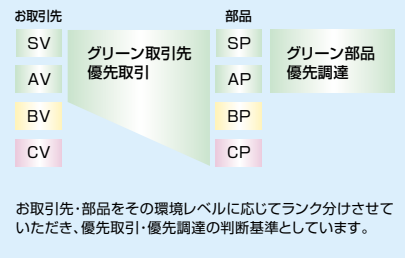 お取引先
部品
SV
グリーン取引先
優先取引
SP
グリーン部品
優先調達
AV
AP
BV
BP
CV
CP
お取引先・部品をその環境レベルに応じてランク分けさせて
いただき、優先取引・優先調達の判断基準としています。